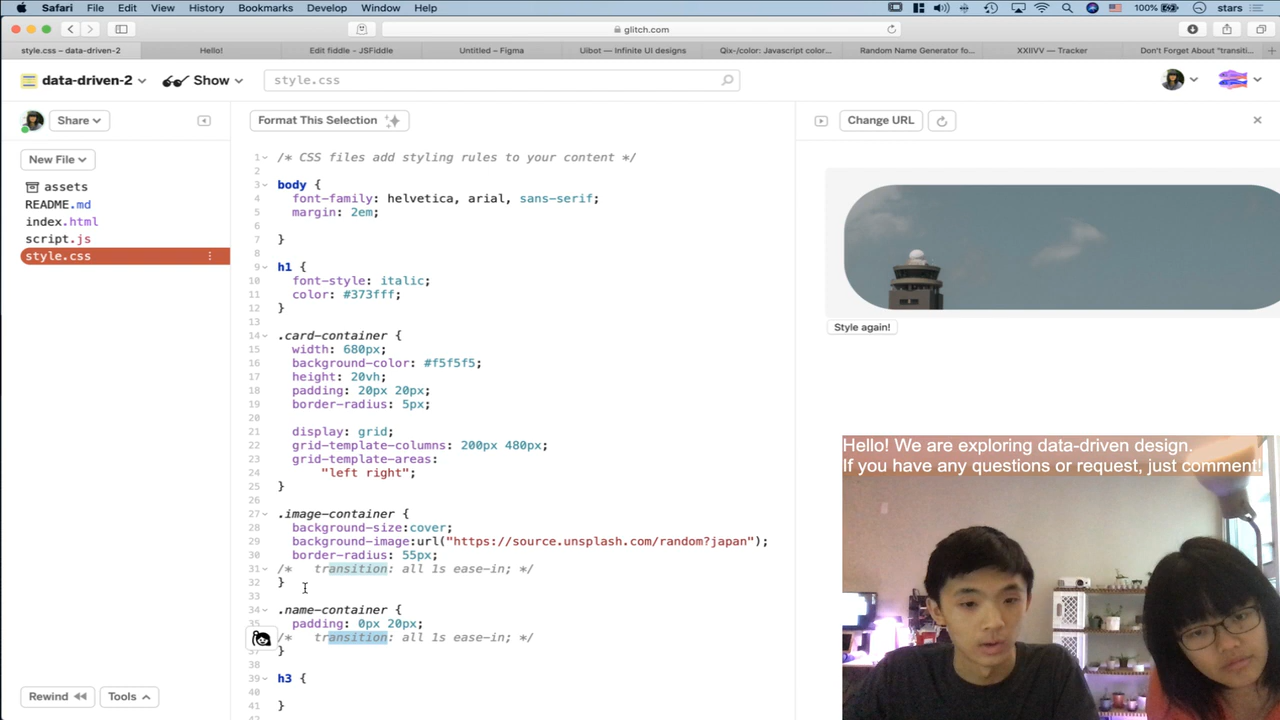 Safari File Edit View History Bookmarks Develop Window Help 100% stars
glitch.com
style.css – data-driven-2 Hello! Edit fiddle - JSFiddle Untitled – Figma Uibot — Infinite UI designs Qix-/color: Javascript color... Random Name Generator fo... XXIIVV — Tracker Don't Forget About "transiti...
data-driven-2 Show style.css
Share Format This Selection Change URL
New File
assets
README.md
index.html
script.js
style.css
1 /* CSS files add styling rules to your content */
2
3 body {
4 font-family: helvetica, arial, sans-serif;
5 margin: 2em;
6
7 }
8
9 h1 {
10 font-style: italic;
11 color: #373fff;
12 }
13
14 .card-container {
15 width: 680px;
16 background-color: #f5f5f5;
17 height: 20vh;
18 padding: 20px 20px;
19 border-radius: 5px;
20
21 display: grid;
22 grid-template-columns: 200px 480px;
23 grid-template-areas:
24 "left right";
25 }
26
27 .image-container {
28 background-size:cover;
29 background-image:url("https://source.unsplash.com/random?japan");
30 border-radius: 55px;
31 /* transition: all 1s ease-in; */
32 }
33
34 .name-container {
35 padding: 0px 20px;
/* transition: all 1s ease-in; */
37 }
38
39 h3 {
40
41 }
42
Rewind Tools
Style again!
Hello! We are exploring data-driven design.
If you have any questions or request, just comment!